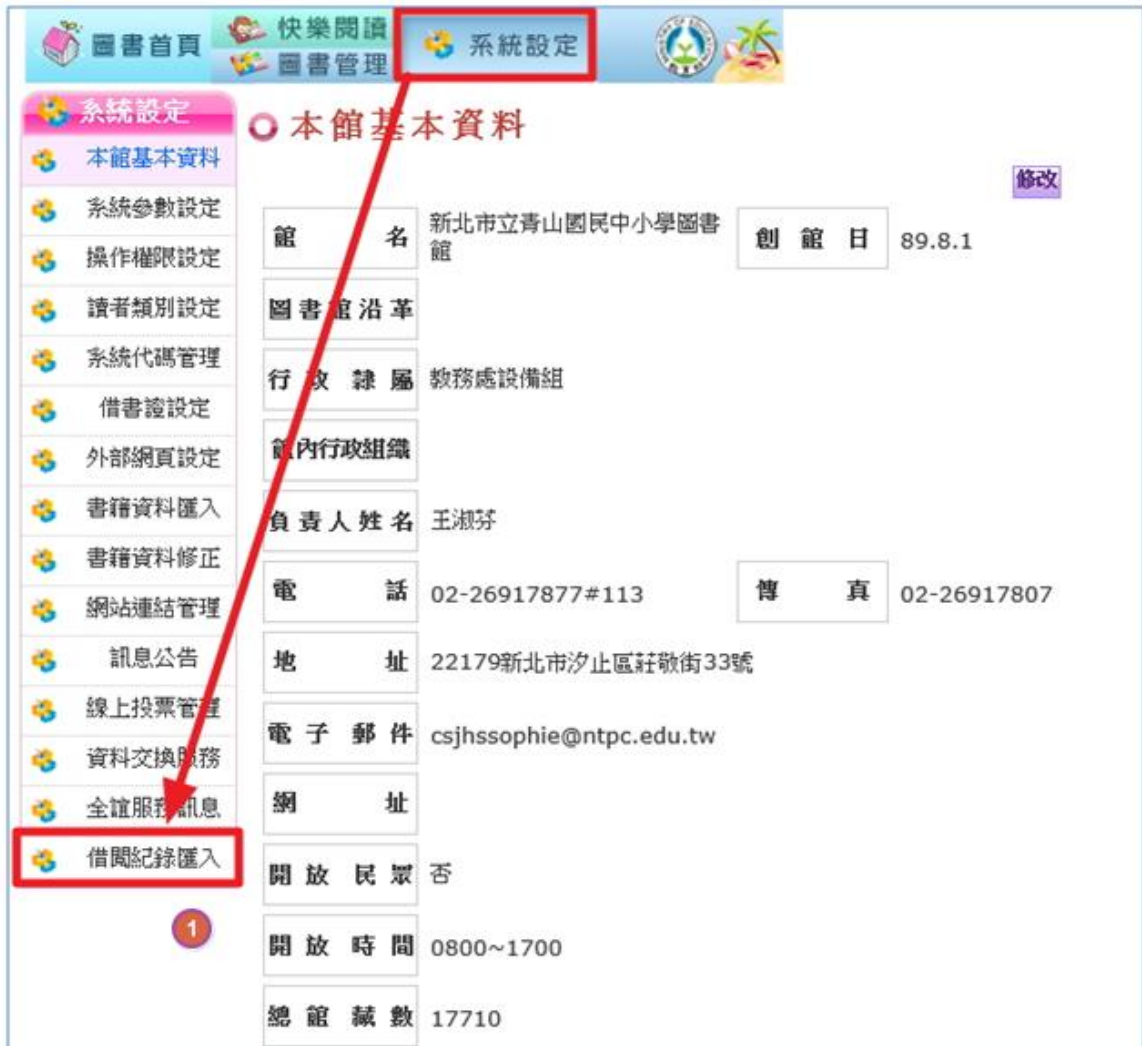 圖書首頁
快樂閱讀
圖書管理
系統設定
系統設定
本館基本資料
系統參數設定
操作權限設定
讀者類別設定
系統代碼管理
借書證設定
外部網頁設定
書籍資料匯入
書籍資料修正
網站連結管理
訊息公告
線上投票管理
資料交換服務
全誼服務訊息
借閱紀錄匯入
1
本館基本資料
修改
館名 新北市立青山國民中小學圖書
館
創館日 89.8.1
圖書館沿革
行政隸屬 教務處設備組
館內行政組織
負責人姓名 王淑芬
電話 02-26917877#113 傳真 02-26917807
地址 22179新北市汐止區莊敬街33號
電子郵件 csjhssophie@ntpc.edu.tw
網址
開放民眾 否
開放時間 0800~1700
總館藏數 17710